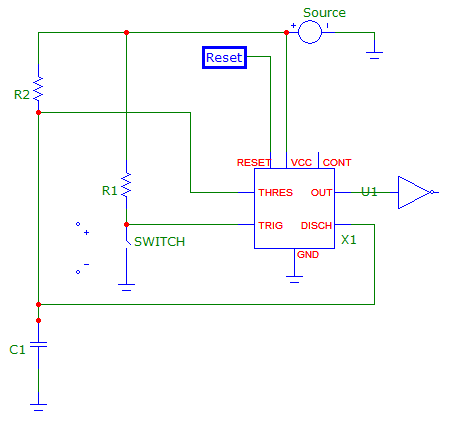 Source
+ -
Reset
R2
RESET VCC CONT
R1
THRES OUT U1
TRIG DISCH
+
SWITCH
X1
GND
-
C1